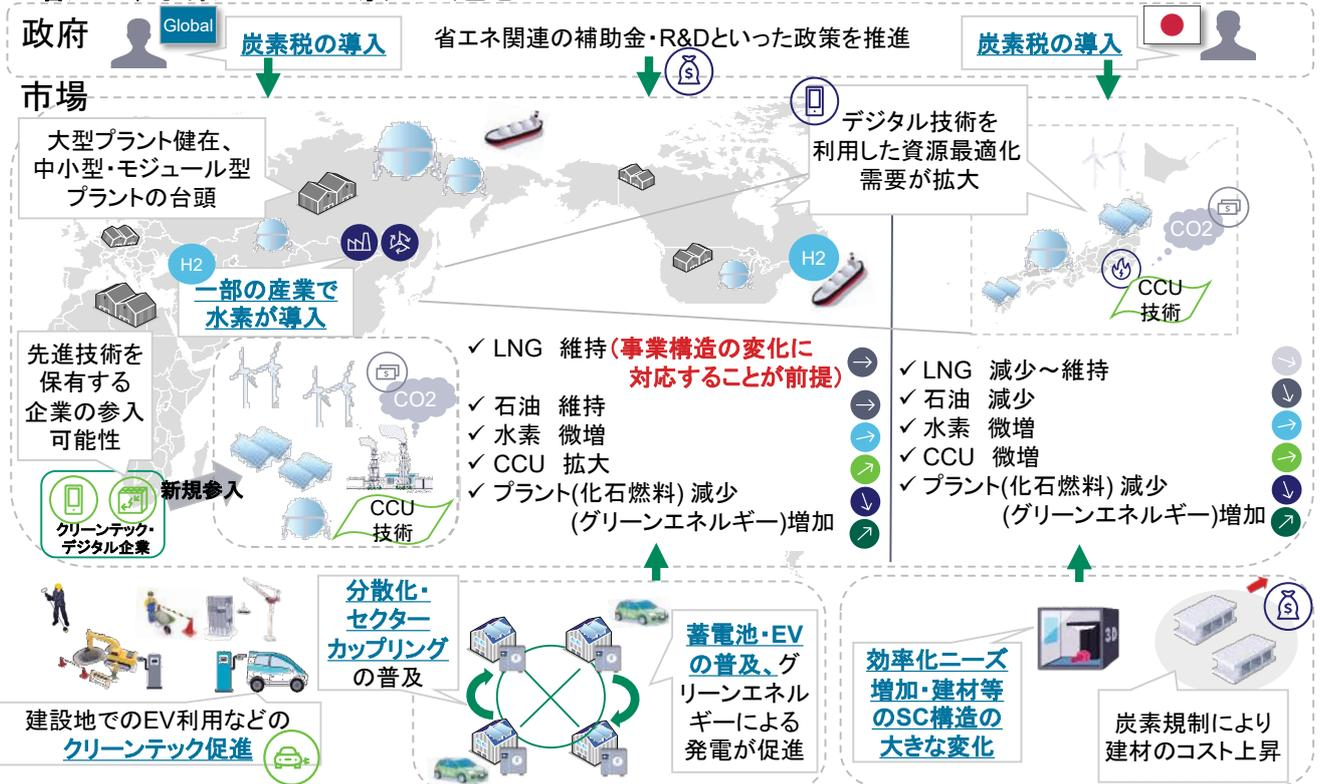 政府
Global
炭素税の導入
省エネ関連の補助金・R&Dといった政策を推進
炭素税の導入
市場
大型プラント健在、
中小型・モジュール型
プラントの台頭
デジタル技術を
利用した資源最適化
需要が拡大
H2
一部の産業で
水素が導入
H2
CO2
CCU
技術
先進技術を
保有する
企業の参入
可能性
クリーンテック・
デジタル企業
新規参入
CO2
CCU
技術
✓ LNG 維持(事業構造の変化に
対応することが前提)
✓ 石油 維持
✓ 水素 微増
✓ CCU 拡大
✓ プラント(化石燃料) 減少
(グリーンエネルギー)増加
✓ LNG 減少～維持
✓ 石油 減少
✓ 水素 微増
✓ CCU 微増
✓ プラント(化石燃料) 減少
(グリーンエネルギー)増加
建設地でのEV利用などの
クリーンテック促進
分散化・
セクター
カップリング
の普及
蓄電池・EV
の普及、グ
リーンエネル
ギーによる
発電が促進
効率化ニーズ
増加・建材等
のSC構造の
大きな変化
3D
炭素規制により
建材のコスト上昇